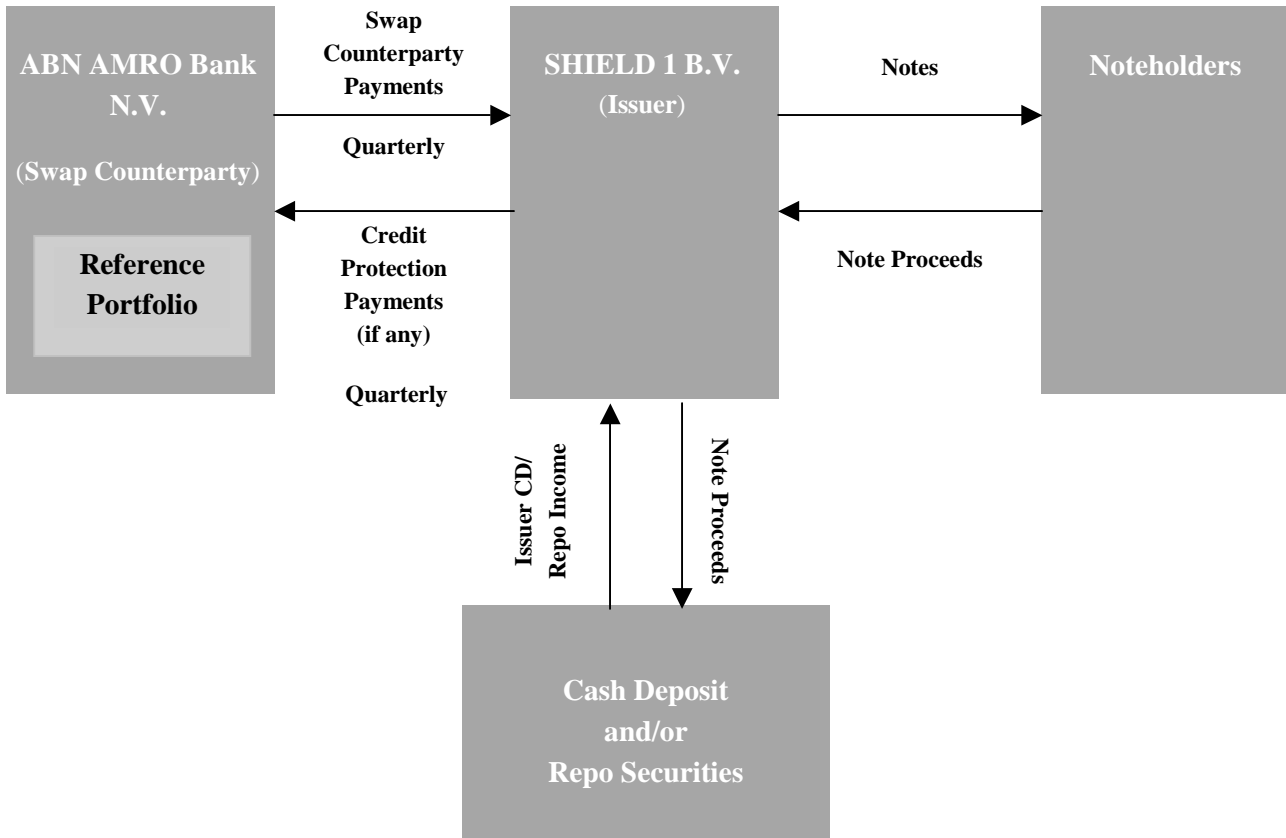 ABN AMRO Bank
N.V.
(Swap Counterparty)
Reference
Portfolio
Swap
Counterparty
Payments
Quarterly
Credit
Protection
Payments
(if any)
Quarterly
SHIELD 1 B.V.
(Issuer)
Notes
Note Proceeds
Noteholders
Issuer CD/
Repo Income
Note Proceeds
Cash Deposit
and/or
Repo Securities